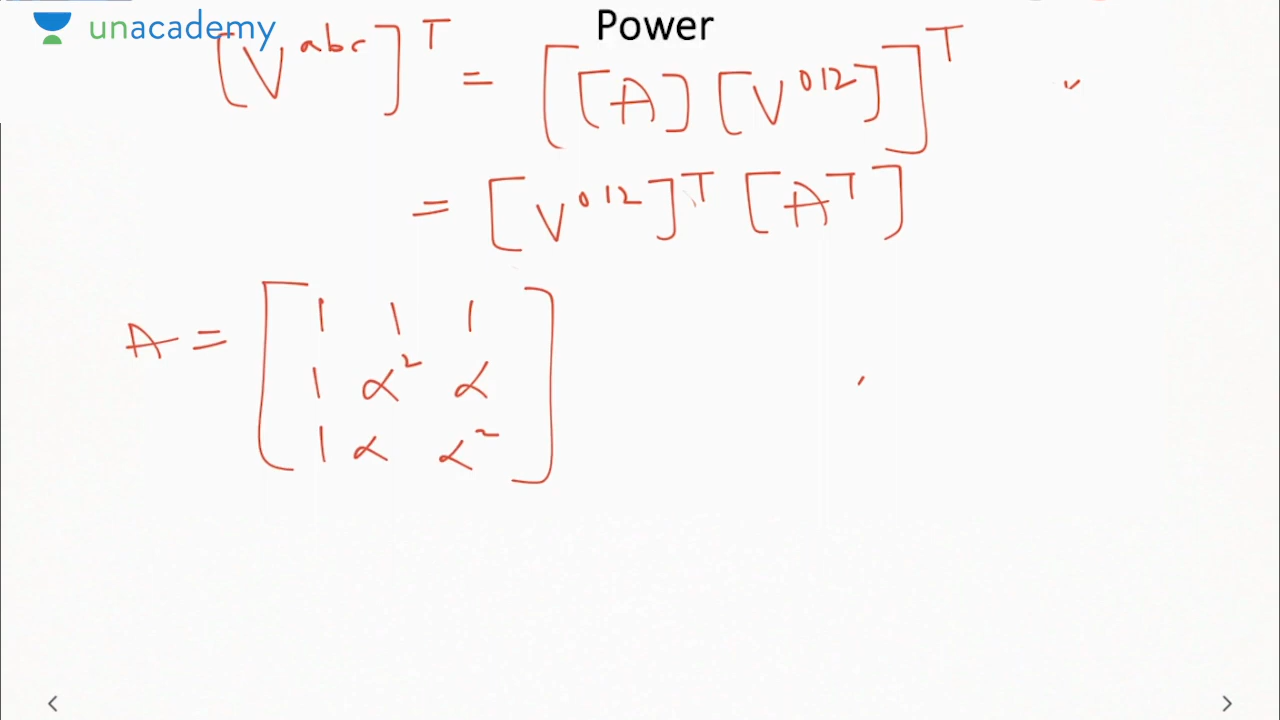 unacademy
Power
[V^abc]^T = [[A][V^012]]^T
= [V^012]^T [A^T]
A = [1 1 1
1 α² α
1 α α²]